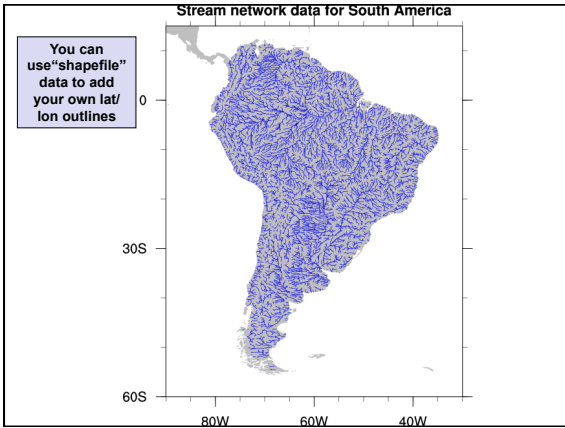 Stream network data for South America
You can
use“shapefile”
data to add
your own lat/
lon outlines
0
30S
60S
80W
60W
40W